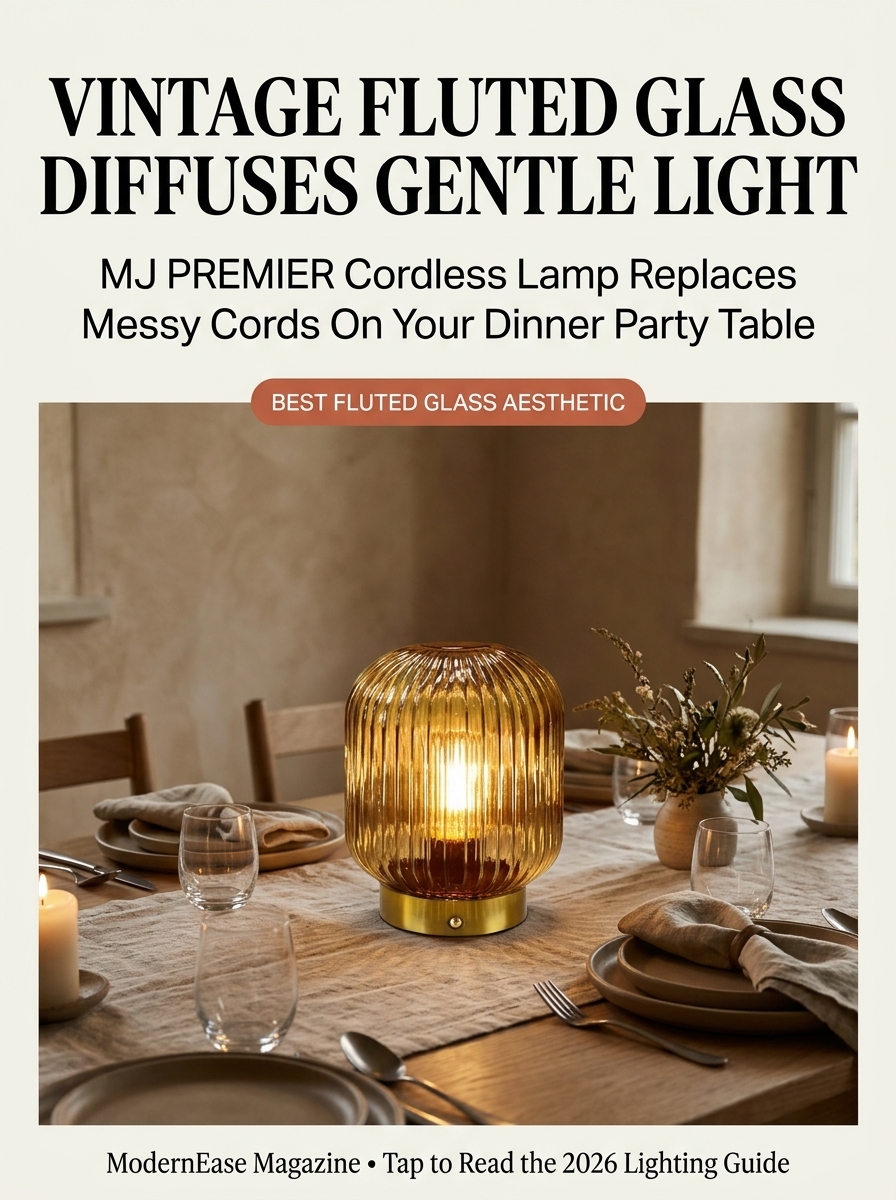 VINTAGE FLUTED GLASS
DIFFUSES GENTLE LIGHT
MJ PREMIER Cordless Lamp Replaces
Messy Cords On Your Dinner Party Table
BEST FLUTED GLASS AESTHETIC
ModernEase Magazine • Tap to Read the 2026 Lighting Guide